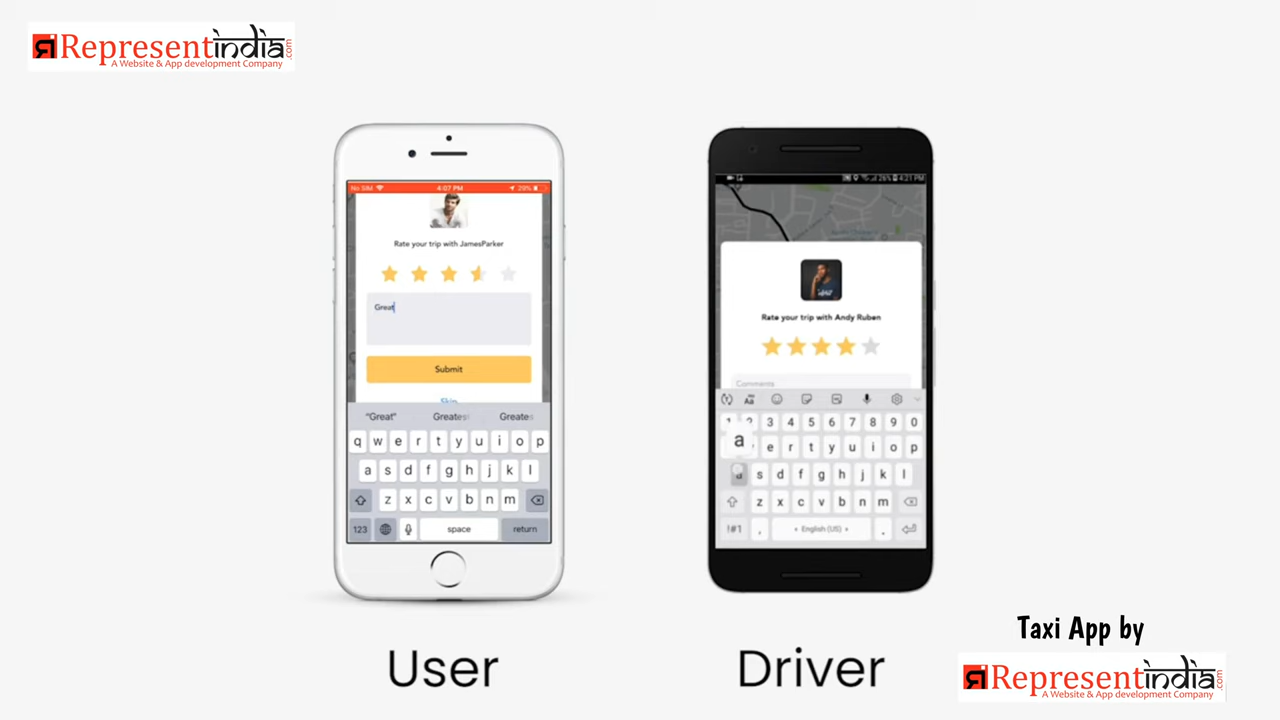 Representindia.com
A Website & App development Company
No SIM 4:07 PM 29%
Rate your trip with JamesParker
Great
Submit
Skip
"Great" Greatest Greates
q w e r t y u i o p
a s d f g h j k l
z x c v b n m
123 space return
User
4:21 PM
Rate your trip with Andy Ruben
Comments
1 2 3 4 5 6 7 8 9 0
a e r t y u i o p
a s d f g h j k l
z x c v b n m
!#1 , English (US) .
Driver
Taxi App by
Representindia.com
A Website & App development Company